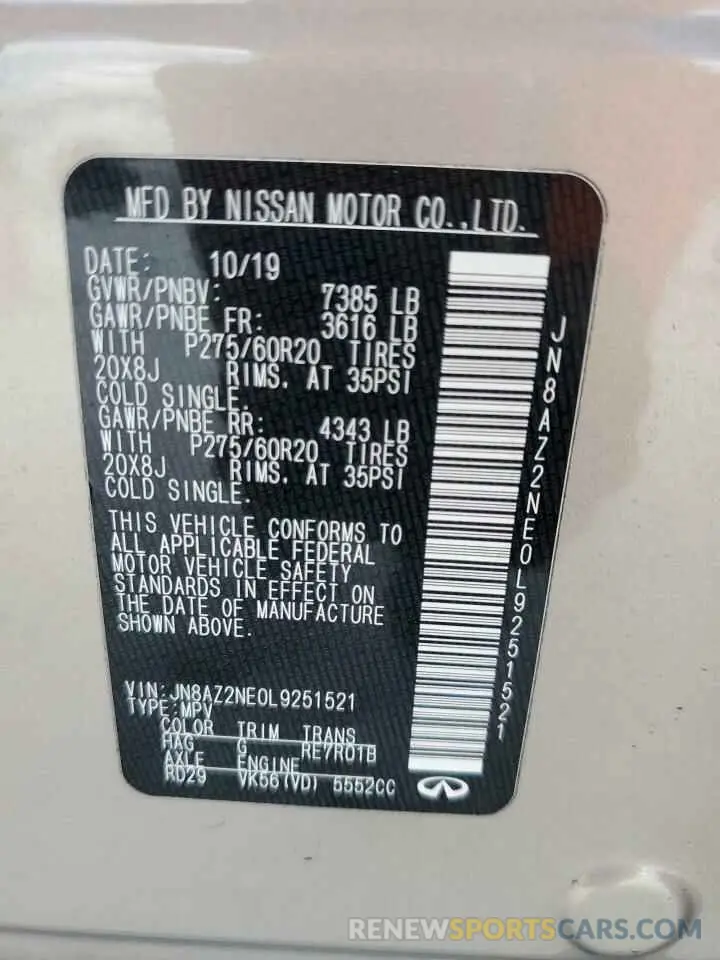 MFD BY NISSAN MOTOR CO.,LTD.
DATE: 10/19
GVWR/PNBV: 7385 LB
GAWR/PNBE FR: 3616 LB
WITH P275/60R20 TIRES
20X8J RIMS. AT 35PSI
COLD SINGLE.
GAWR/PNBE RR: 4343 LB
WITH P275/60R20 TIRES
20X8J RIMS. AT 35PSI
COLD SINGLE.
THIS VEHICLE CONFORMS TO
ALL APPLICABLE FEDERAL
MOTOR VEHICLE SAFETY
STANDARDS IN EFFECT ON
THE DATE OF MANUFACTURE
SHOWN ABOVE.
VIN:JN8AZ2NE0L9251521
TYPE:MPV
COLOR TRIM TRANS
HAG G RE7R01B
AXLE ENGINE
RD29 VK56(VD) 5552CC
JN8AZ2NE0L9251521
RENEWSPORTSCARS.COM